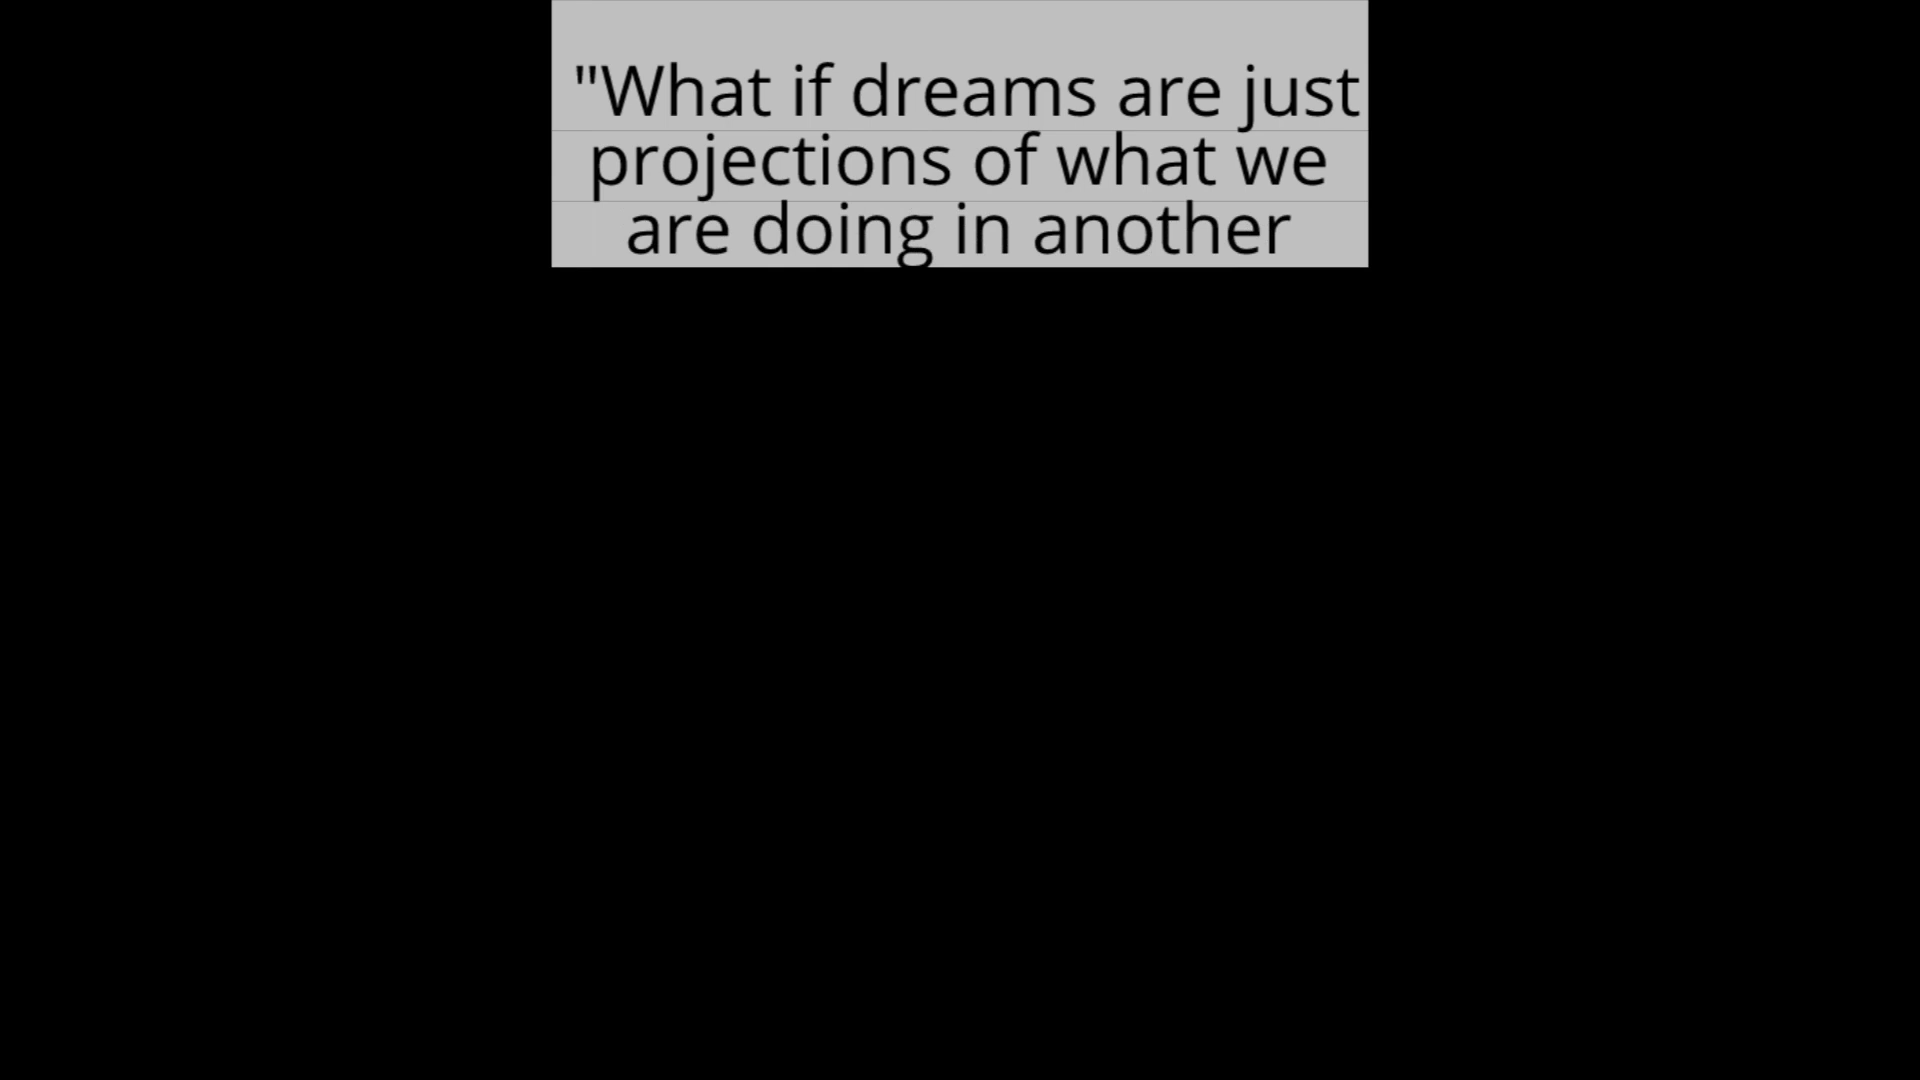 "What if dreams are just
projections of what we
are doing in another